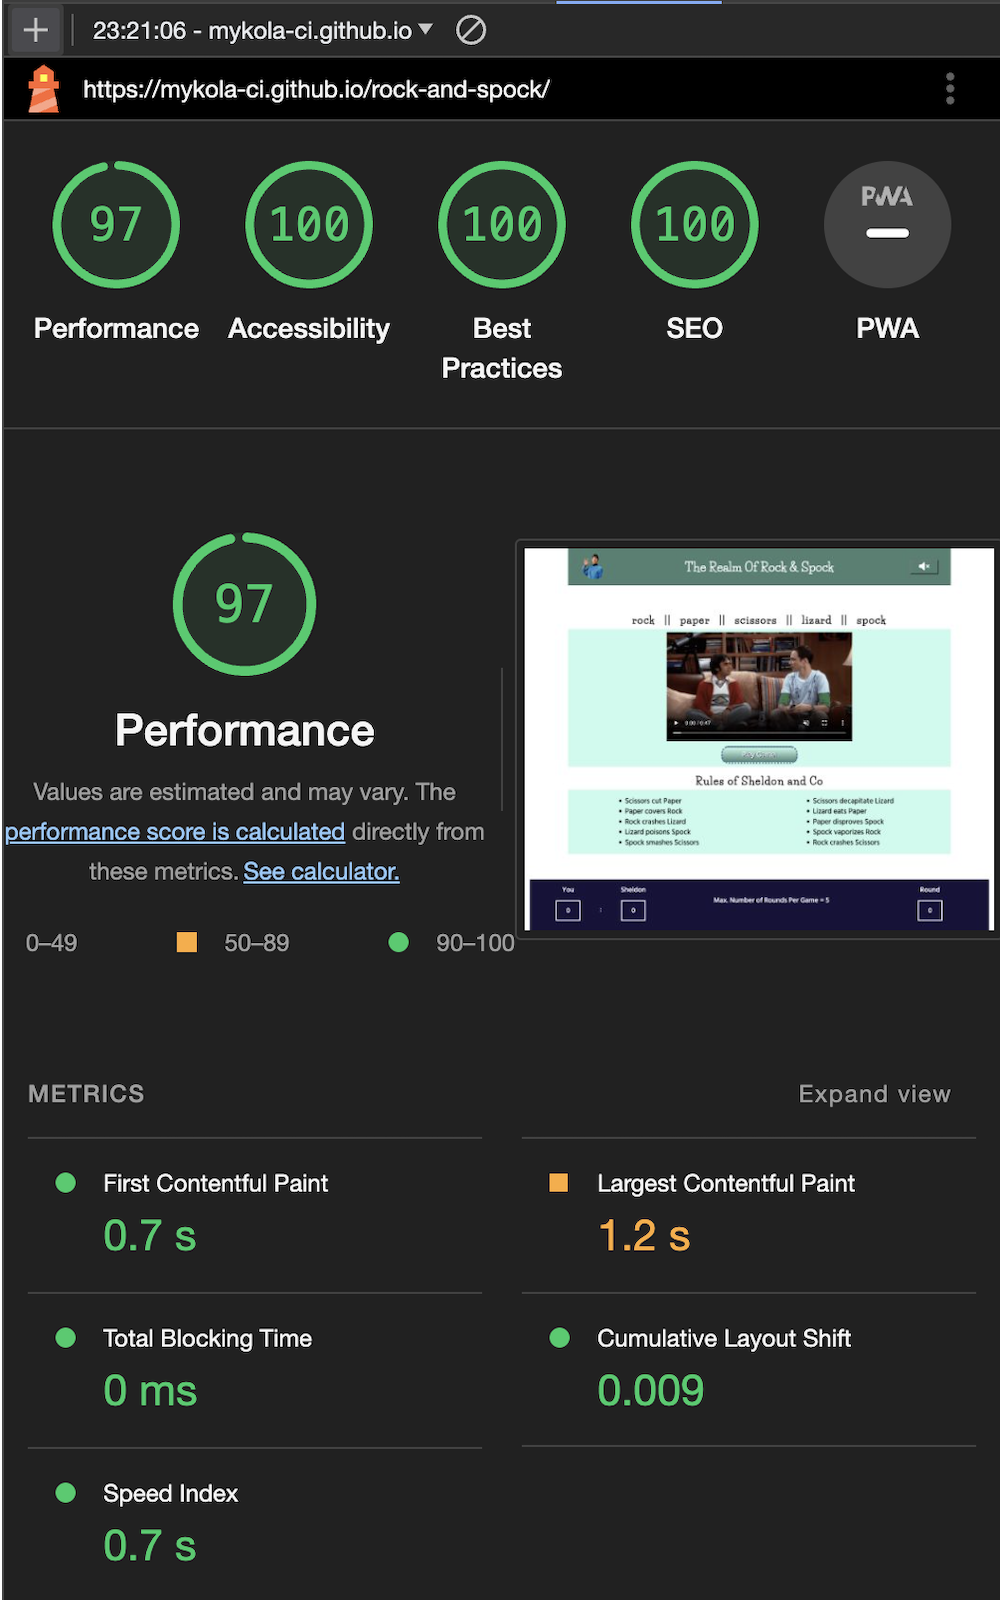 23:21:06 - mykola-ci.github.io
https://mykola-ci.github.io/rock-and-spock/
97
100
100
100
PWA
Performance
Accessibility
Best
Practices
SEO
PWA
97
Performance
Values are estimated and may vary. The
performance score is calculated directly from
these metrics. See calculator.
0–49
50–89
90–100
The Realm Of Rock & Spock
rock || paper || scissors || lizard || spock
0:00 / 0:47
Rules of Sheldon and Co
• Scissors cut Paper
• Paper covers Rock
• Rock crashes Lizard
• Lizard poisons Spock
• Spock smashes Scissors
• Scissors decapitate Lizard
• Lizard eats Paper
• Paper disproves Spock
• Spock vaporizes Rock
• Rock crashes Scissors
You
0
:
Sheldon
0
Max. Number of Rounds Per Game = 5
Round
0
METRICS
Expand view
First Contentful Paint
0.7 s
Largest Contentful Paint
1.2 s
Total Blocking Time
0 ms
Cumulative Layout Shift
0.009
Speed Index
0.7 s